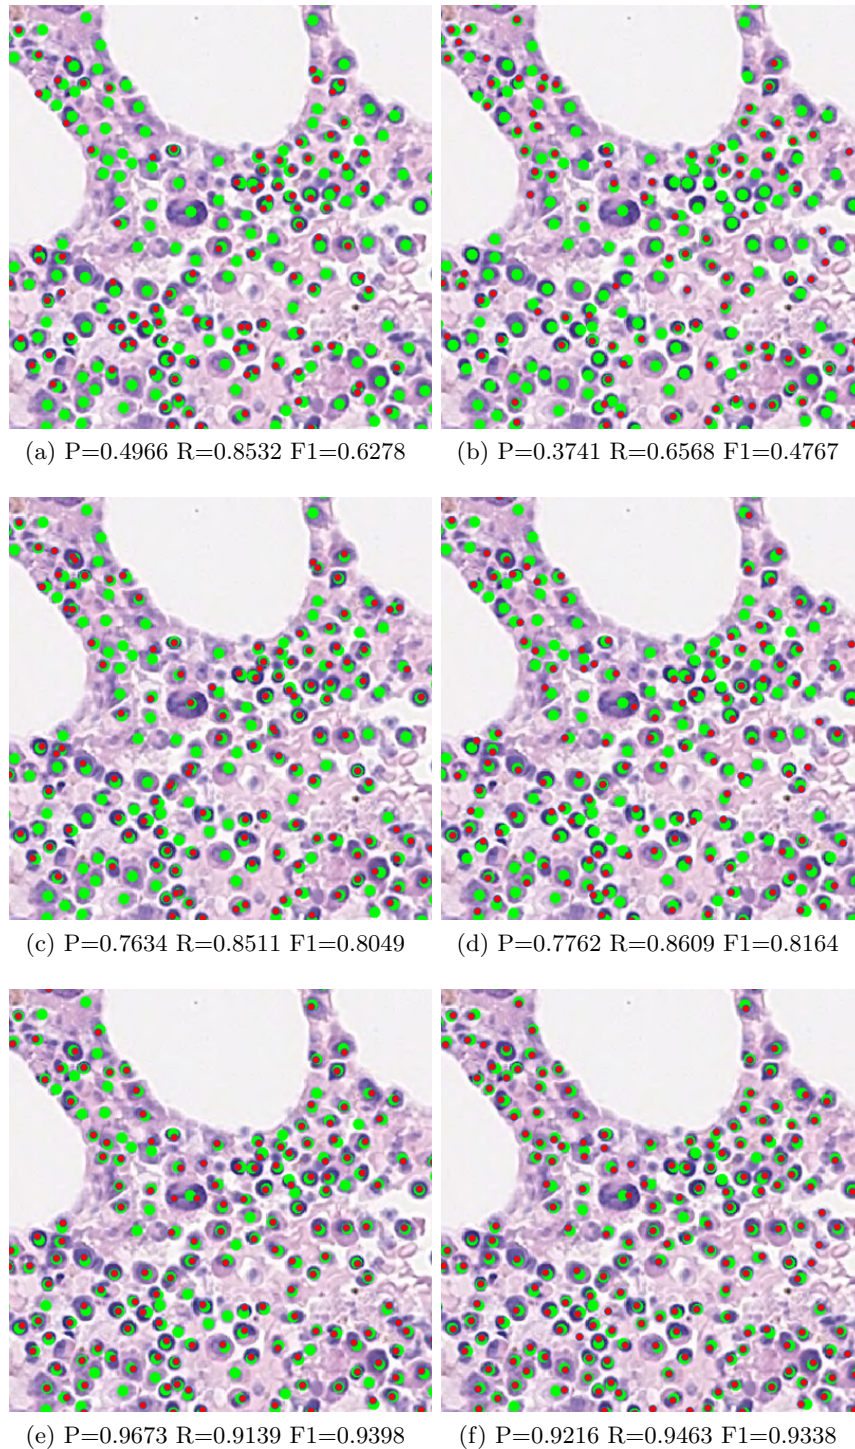 (a) P=0.4966 R=0.8532 F1=0.6278
(b) P=0.3741 R=0.6568 F1=0.4767
(c) P=0.7634 R=0.8511 F1=0.8049
(d) P=0.7762 R=0.8609 F1=0.8164
(e) P=0.9673 R=0.9139 F1=0.9398
(f) P=0.9216 R=0.9463 F1=0.9338